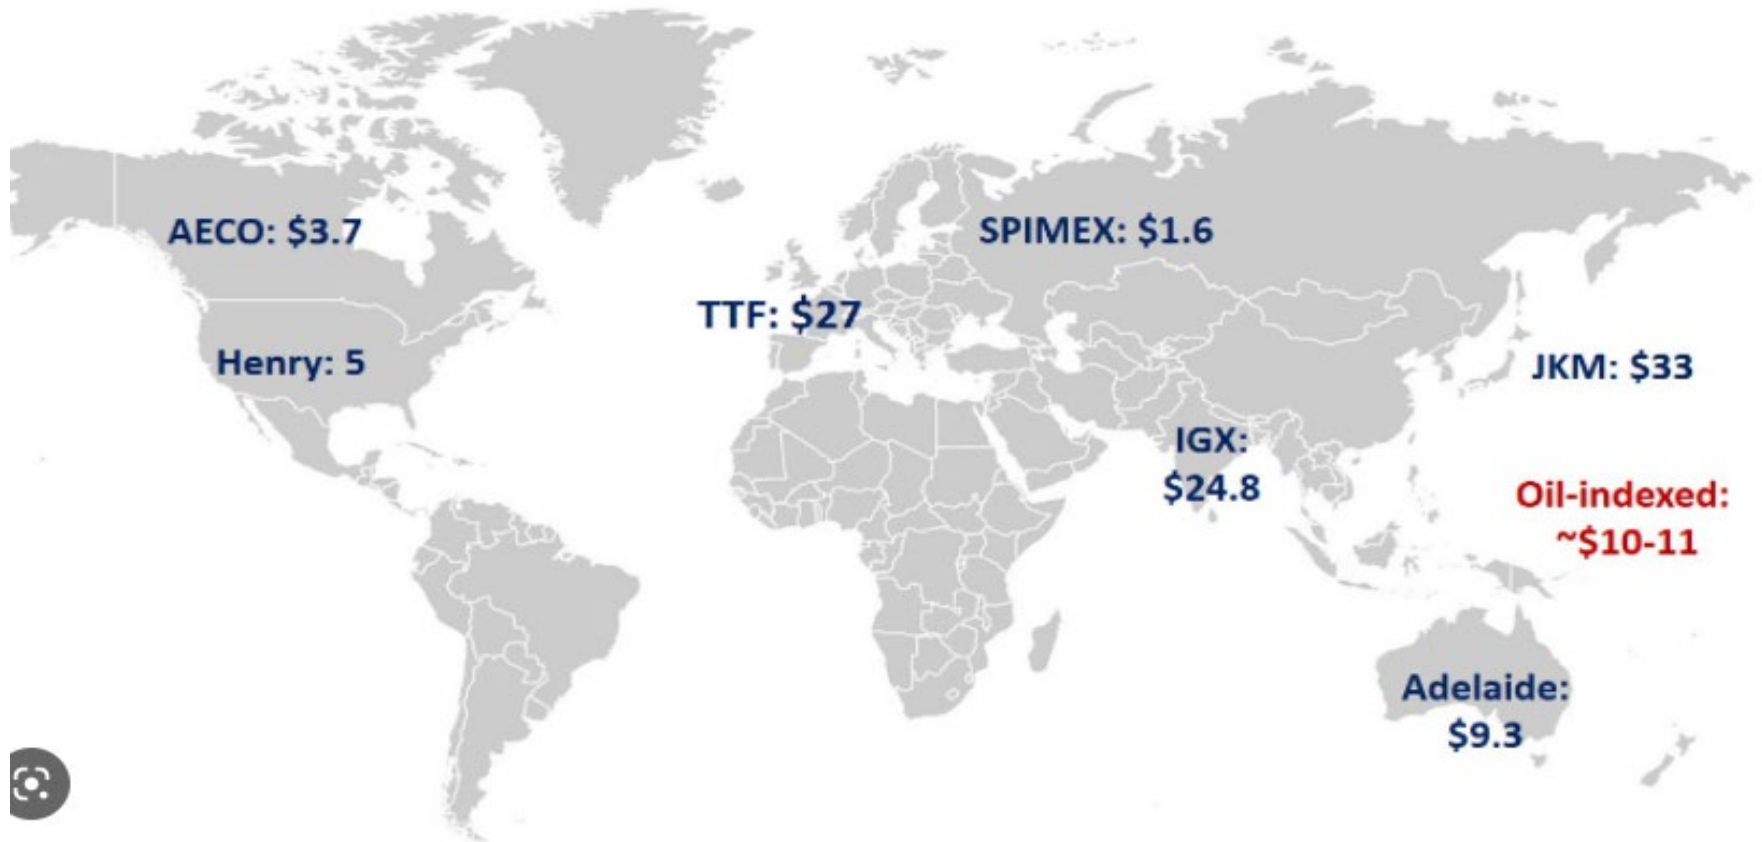 AECO: $3.7
SPIMEX: $1.6
TTF: $27
Henry: 5
JKM: $33
IGX:
$24.8
Oil-indexed:
~$10-11
Adelaide:
$9.3